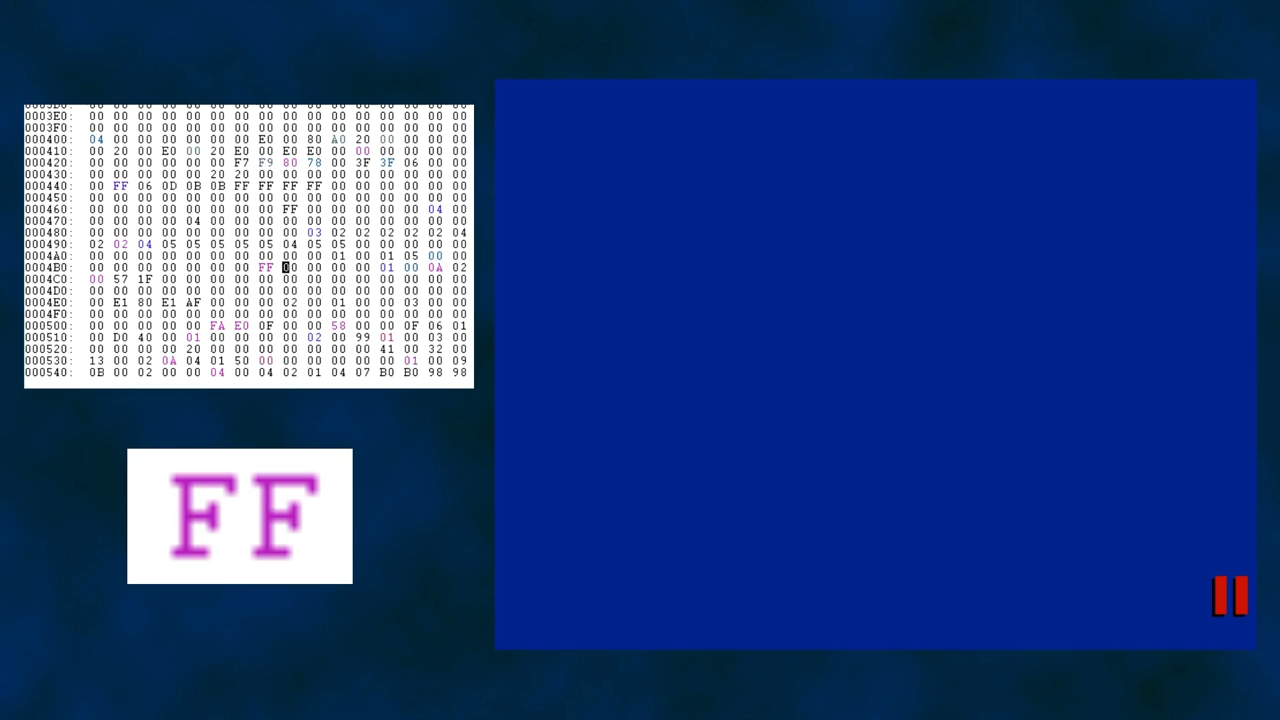 0003E0: 00 00 00 00 00 00 00 00 00 00 00 00 00 00 00 00
0003F0: 00 00 00 00 00 00 00 00 00 00 00 00 00 00 00 00
000400: 04 00 00 00 00 00 00 E0 00 80 A0 20 00 00 00 00
000410: 00 20 00 E0 00 20 E0 00 E0 E0 00 00 00 00 00 00
000420: 00 00 00 00 00 00 F7 F9 80 78 00 3F 3F 06 00 00
000430: 00 00 00 00 00 20 20 00 00 00 00 00 00 00 00 00
000440: 00 FF 06 0D 0B 0B FF FF FF FF 00 00 00 00 00 00
000450: 00 00 00 00 00 00 00 00 00 00 00 00 00 00 00 00
000460: 00 00 00 00 00 00 00 00 FF 00 00 00 00 00 04 00
000470: 00 00 00 00 04 00 00 00 00 00 00 00 00 00 00 00
000480: 00 00 00 00 00 00 00 00 00 03 02 02 02 02 02 04
000490: 02 02 04 05 05 05 05 05 04 05 05 00 00 00 00 00
0004A0: 00 00 00 00 00 00 00 00 00 00 01 00 01 05 00 00
0004B0: 00 00 00 00 00 00 00 FF 00 00 00 00 01 00 0A 02
0004C0: 00 57 1F 00 00 00 00 00 00 00 00 00 00 00 00 00
0004D0: 00 00 00 00 00 00 00 00 00 00 00 00 00 00 00 00
0004E0: 00 E1 80 E1 AF 00 00 00 02 00 01 00 00 03 00 00
0004F0: 00 00 00 00 00 00 00 00 00 00 00 00 00 00 00 00
000500: 00 00 00 00 00 FA E0 0F 00 00 58 00 00 0F 06 01
000510: 00 D0 40 00 01 00 00 00 00 02 00 99 01 00 03 00
000520: 00 00 00 00 20 00 00 00 00 00 00 00 41 00 32 00
000530: 13 00 02 0A 04 01 50 00 00 00 00 00 00 01 00 09
000540: 0B 00 02 00 00 04 00 04 02 01 04 07 B0 B0 98 98
FF